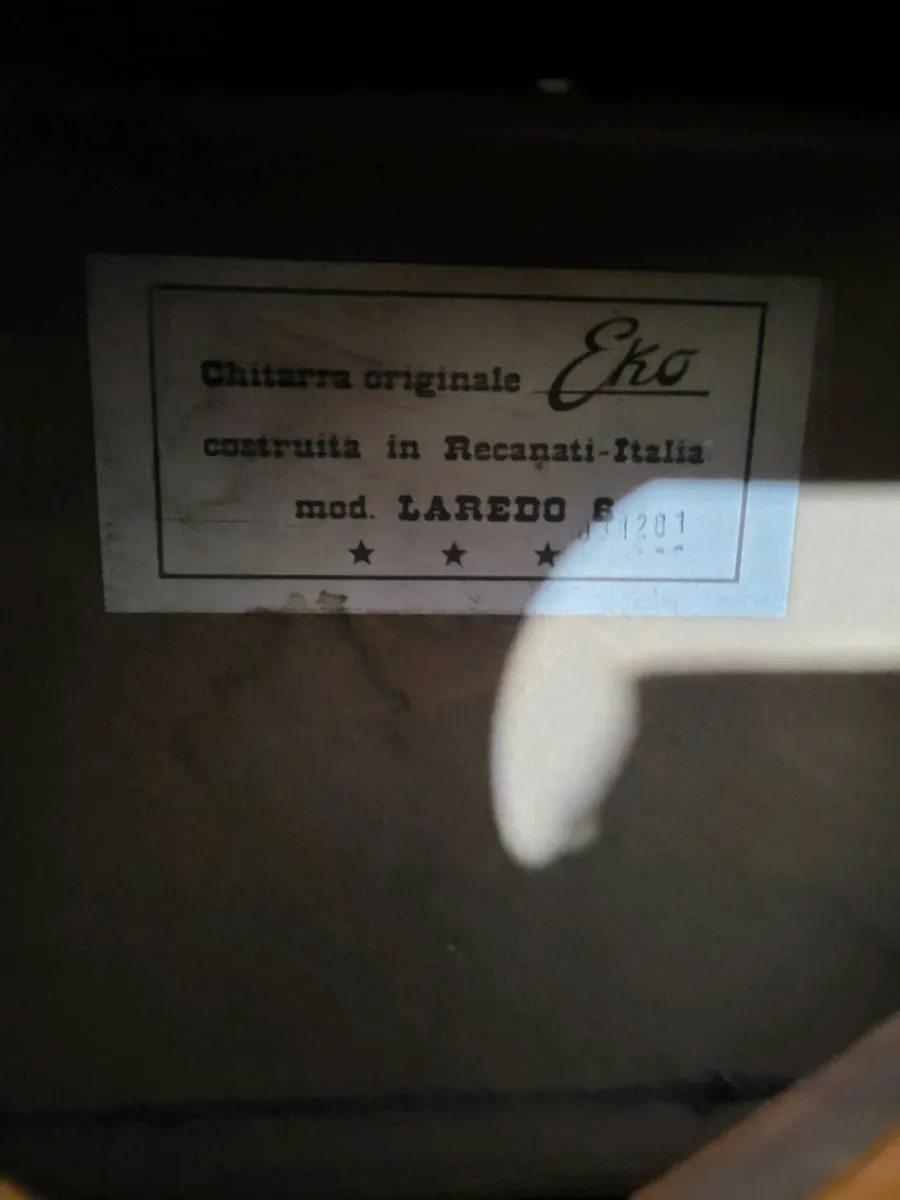 Chitarra originale Eko
costruita in Recanati-Italia
mod. LAREDO 6
★ ★ ★